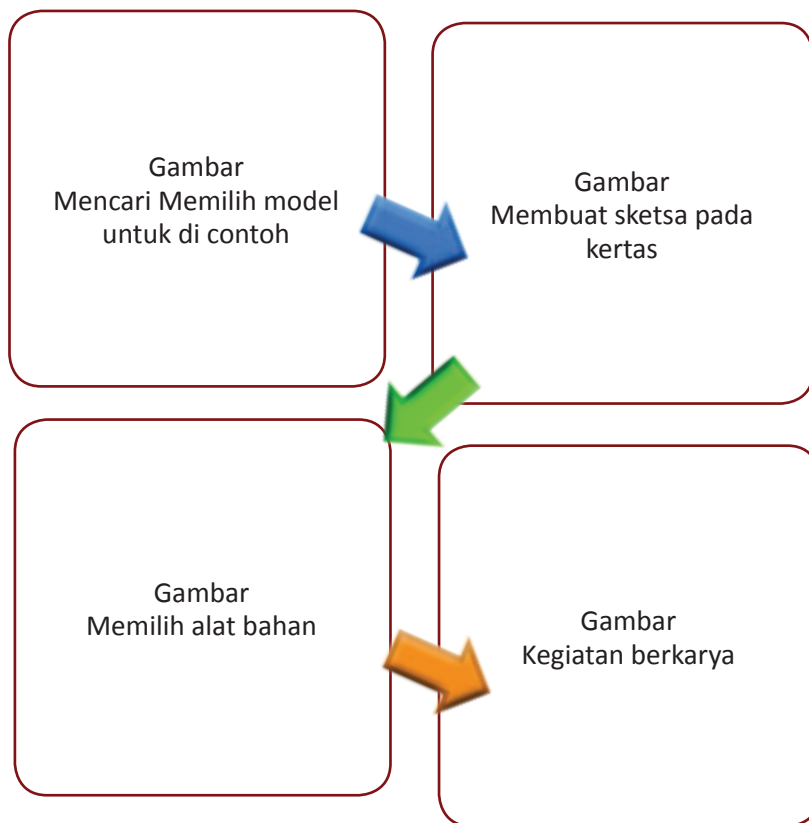 Gambar
Mencari Memilih model
untuk di contoh
Gambar
Membuat sketsa pada
kertas
Gambar
Memilih alat bahan
Gambar
Kegiatan berkarya